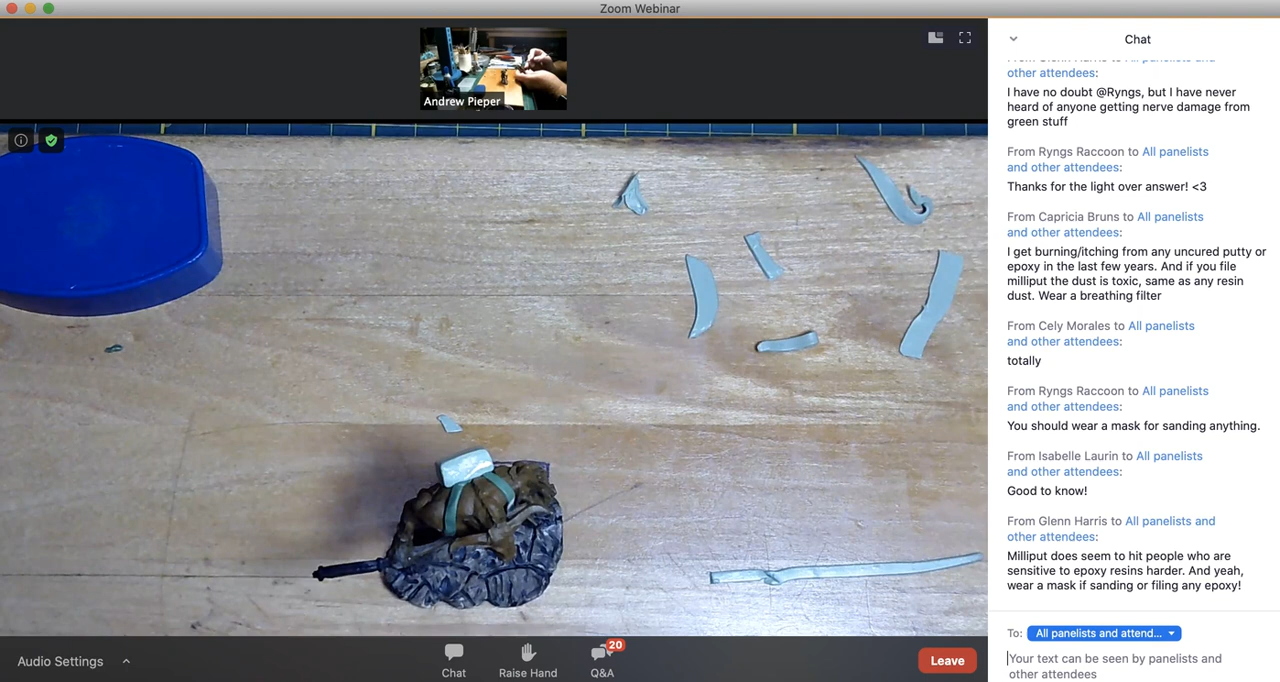 Zoom Webinar
Andrew Pieper
Chat
other attendees:
I have no doubt @Ryngs, but I have never
heard of anyone getting nerve damage from
green stuff
From Ryngs Raccoon to All panelists
and other attendees:
Thanks for the light over answer! <3
From Capricia Bruns to All panelists
and other attendees:
I get burning/itching from any uncured putty or
epoxy in the last few years. And if you file
milliput the dust is toxic, same as any resin
dust. Wear a breathing filter
From Cely Morales to All panelists
and other attendees:
totally
From Ryngs Raccoon to All panelists
and other attendees:
You should wear a mask for sanding anything.
From Isabelle Laurin to All panelists
and other attendees:
Good to know!
From Glenn Harris to All panelists and
other attendees:
Milliput does seem to hit people who are
sensitive to epoxy resins harder. And yeah,
wear a mask if sanding or filing any epoxy!
To: All panelists and attend...
Your text can be seen by panelists and
other attendees
Audio Settings
Chat
Raise Hand
20
Q&A
Leave